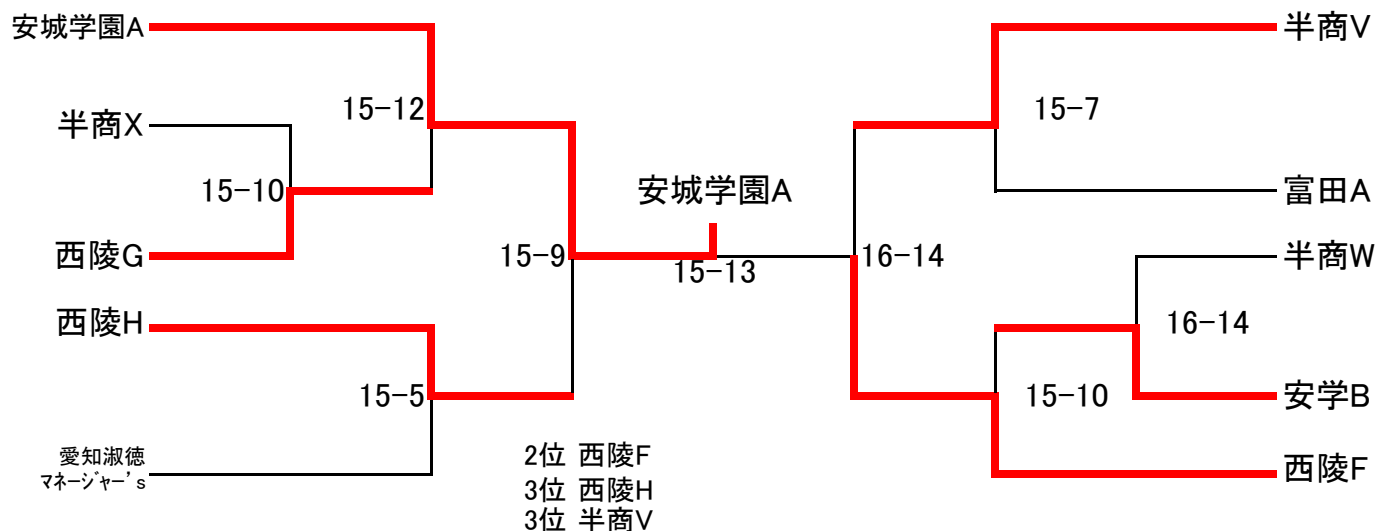 安城学園A
半商X
西陵G
西陵H
愛知淑徳
マネージャー's
15-12
15-10
15-5
15-9
安城学園A
15-13
16-14
15-7
15-10
16-14
半商V
富田A
半商W
安学B
西陵F
2位 西陵F
3位 西陵H
3位 半商V